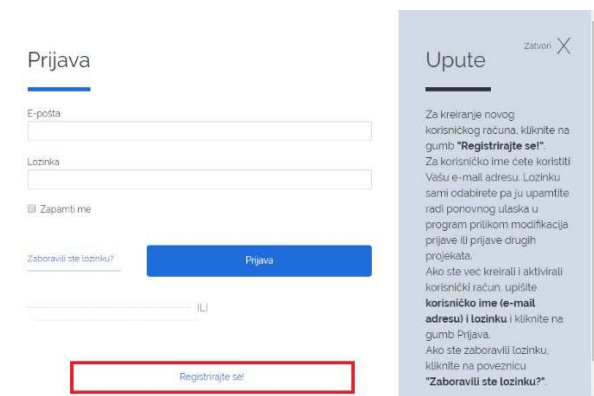 Prijava
E-pošta
Lozinka
Zapamti me
Zaboravili ste lozinku?
Prijava
ILI
Registrirajte se!
Zatvori X
Upute
Za kreiranje novog
korisničkog računa, kliknite na
gumb "Registrirajte se!".
Za korisničko ime ćete koristiti
Vašu e-mail adresu. Lozinku
sami odabirete pa ju upamtite
radi ponovnog ulaska u
program prilikom modifikacija
prijave ili prijave drugih
projekata.
Ako ste već kreirali i aktivirali
korisnički račun, upišite
korisničko ime (e-mail
adresu) i lozinku i kliknite na
gumb Prijava.
Ako ste zaboravili lozinku,
kliknite na poveznicu
"Zaboravili ste lozinku?".